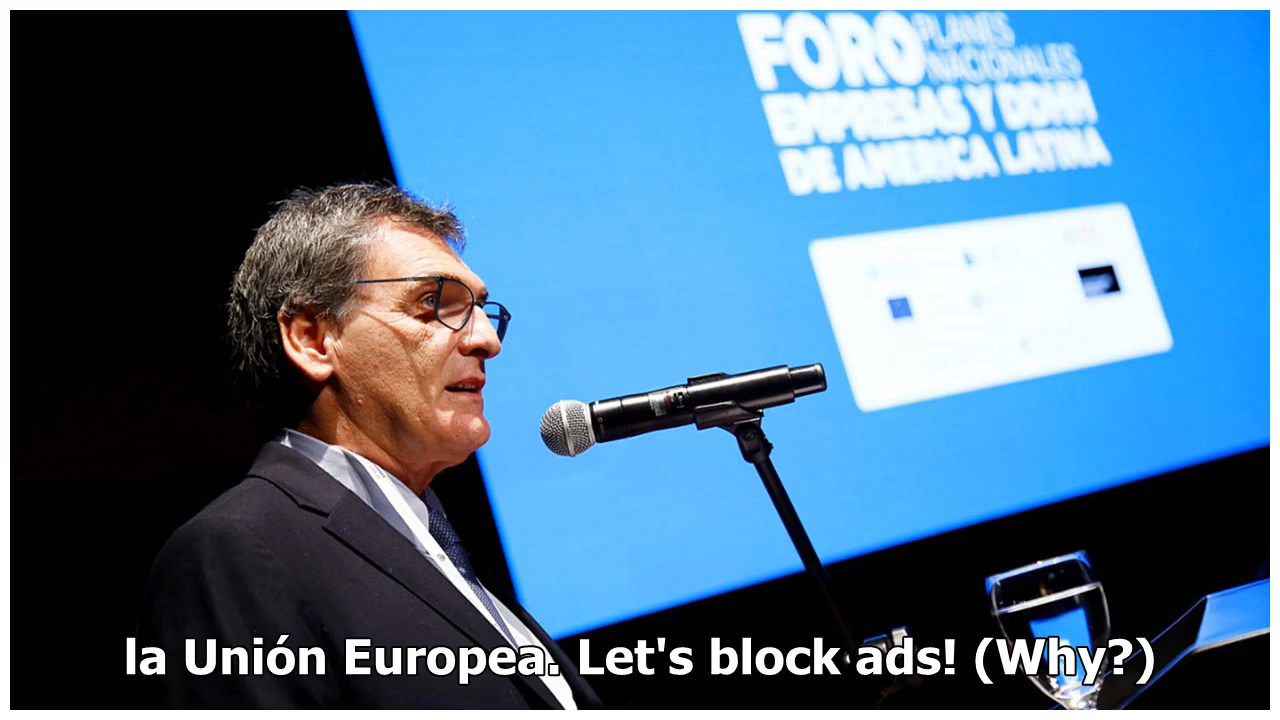 FORO PLANES
NACIONALES
EMPRESAS Y DDHH
DE AMERICA LATINA
la Unión Europea. Let's block ads! (Why?)